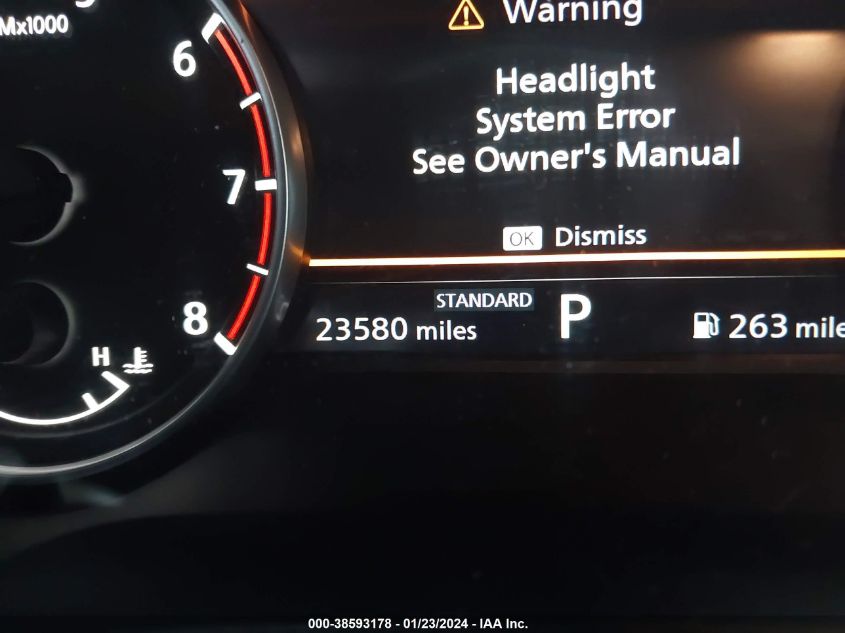 Mx1000
6
7
8
H
Warning
Headlight
System Error
See Owner's Manual
OK Dismiss
STANDARD
23580 miles
P
263 mile
000-38593178 - 01/23/2024 - IAA Inc.